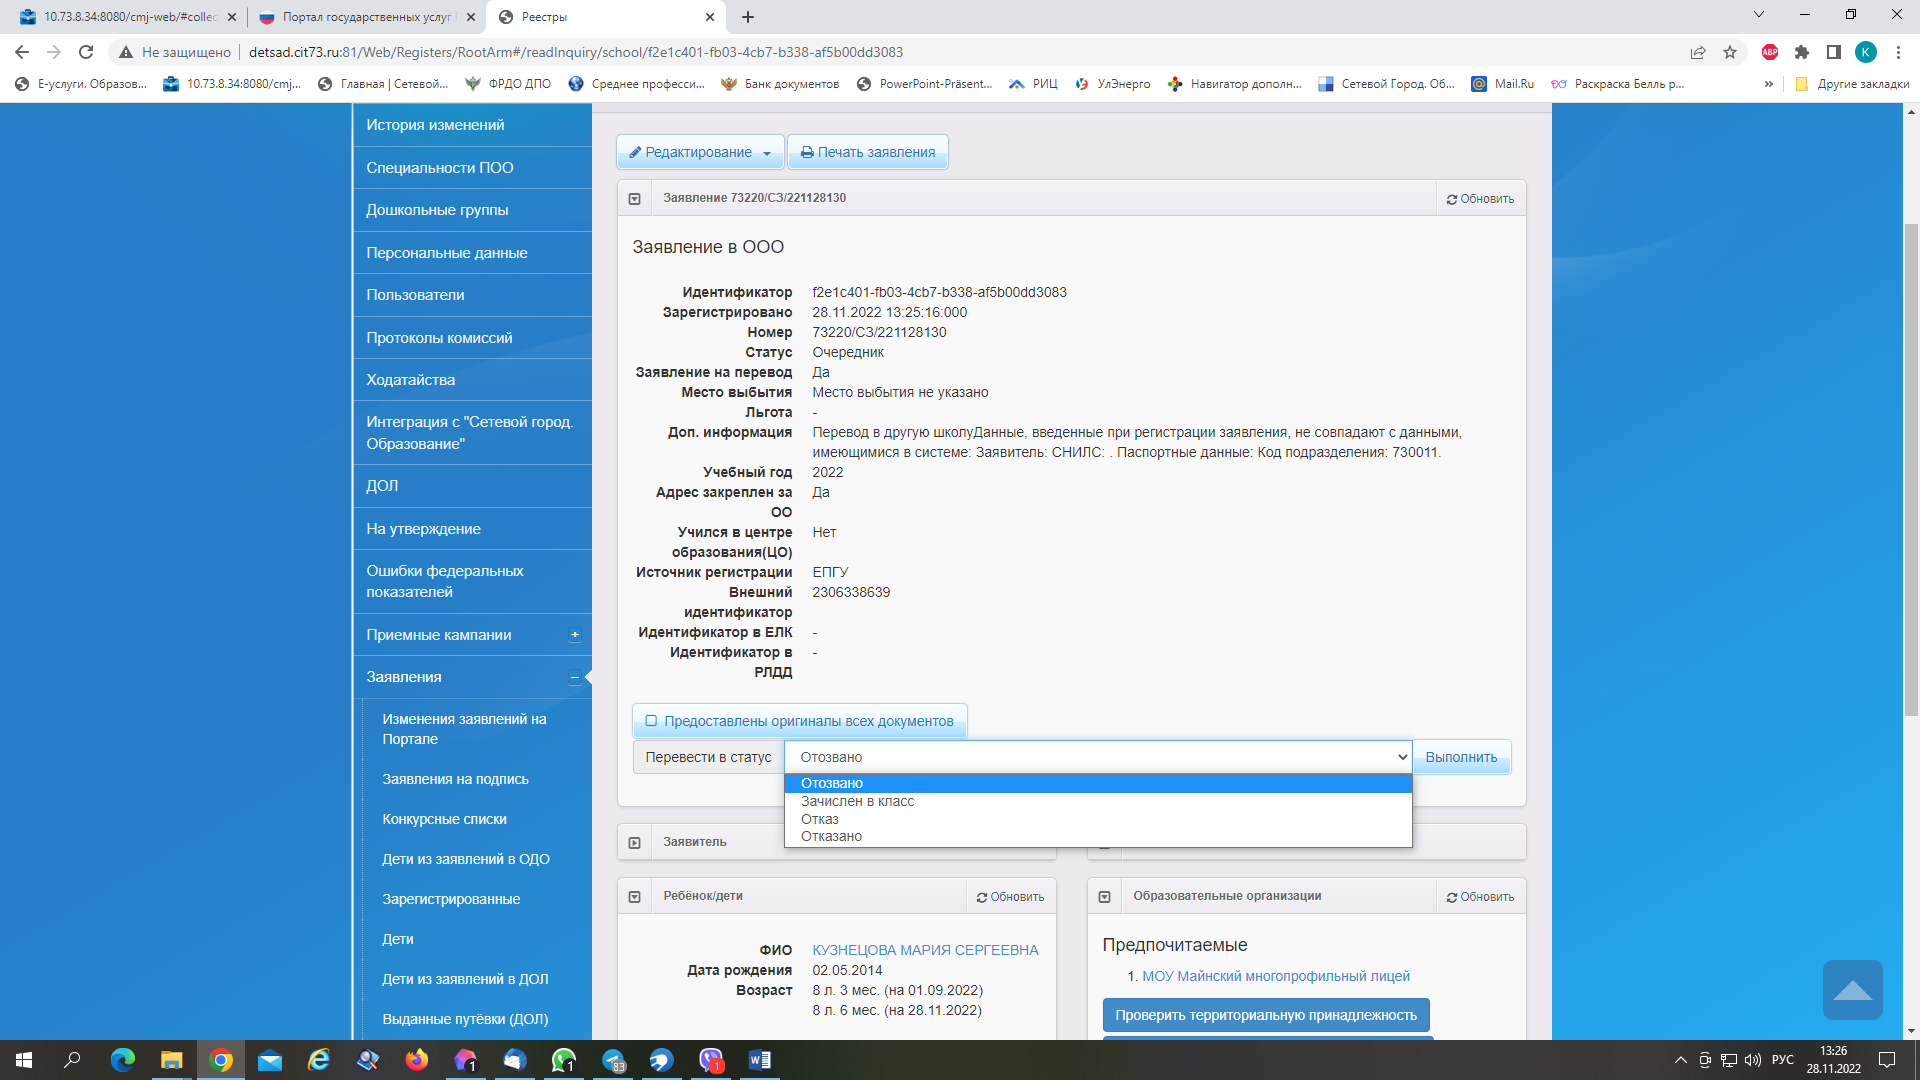 10.73.8.34:8080/cmj-web/#collec
Портал государственных услуг
Реестры
Не защищено
detsad.cit73.ru:81/Web/Registers/RootArm#/readInquiry/school/f2e1c401-fb03-4cb7-b338-af5b00dd3083
ABP
K
Е-услуги. Образов...
10.73.8.34:8080/cmj...
Главная | Сетевой...
ФРДО ДПО
Среднее професси...
Банк документов
PowerPoint-Präsent...
РИЦ
УлЭнерго
Навигатор дополн...
Сетевой Город. Об...
Mail.Ru
Раскраска Белль р...
»
Другие закладки
История изменений
Специальности ПОО
Дошкольные группы
Персональные данные
Пользователи
Протоколы комиссий
Ходатайства
Интеграция с "Сетевой город.
Образование"
ДОЛ
На утверждение
Ошибки федеральных
показателей
Приемные кампании
Заявления
Изменения заявлений на
Портале
Заявления на подпись
Конкурсные списки
Дети из заявлений в ОДО
Зарегистрированные
Дети
Дети из заявлений в ДОЛ
Выданные путёвки (ДОЛ)
Редактирование
Печать заявления
Заявление 73220/СЗ/221128130
Обновить
Заявление в ООО
Идентификатор f2e1c401-fb03-4cb7-b338-af5b00dd3083
Зарегистрировано 28.11.2022 13:25:16:000
Номер 73220/СЗ/221128130
Статус Очередник
Заявление на перевод Да
Место выбытия Место выбытия не указано
Льгота -
Доп. информация Перевод в другую школуДанные, введенные при регистрации заявления, не совпадают с данными,
имеющимися в системе: Заявитель: СНИЛС: . Паспортные данные: Код подразделения: 730011.
Учебный год 2022
Адрес закреплен за Да
ОО
Учился в центре Нет
образования(ЦО)
Источник регистрации ЕПГУ
Внешний 2306338639
идентификатор
Идентификатор в ЕЛК -
Идентификатор в -
РЛДД
Предоставлены оригиналы всех документов
Перевести в статус
Отозвано
Выполнить
Отозвано
Зачислен в класс
Отказ
Отказано
Заявитель
Ребёнок/дети
Обновить
ФИО КУЗНЕЦОВА МАРИЯ СЕРГЕЕВНА
Дата рождения 02.05.2014
Возраст 8 л. 3 мес. (на 01.09.2022)
8 л. 6 мес. (на 28.11.2022)
Образовательные организации
Обновить
Предпочитаемые
1. МОУ Майнский многопрофильный лицей
Проверить территориальную принадлежность
1
1
83
1
РУС
13:26
28.11.2022